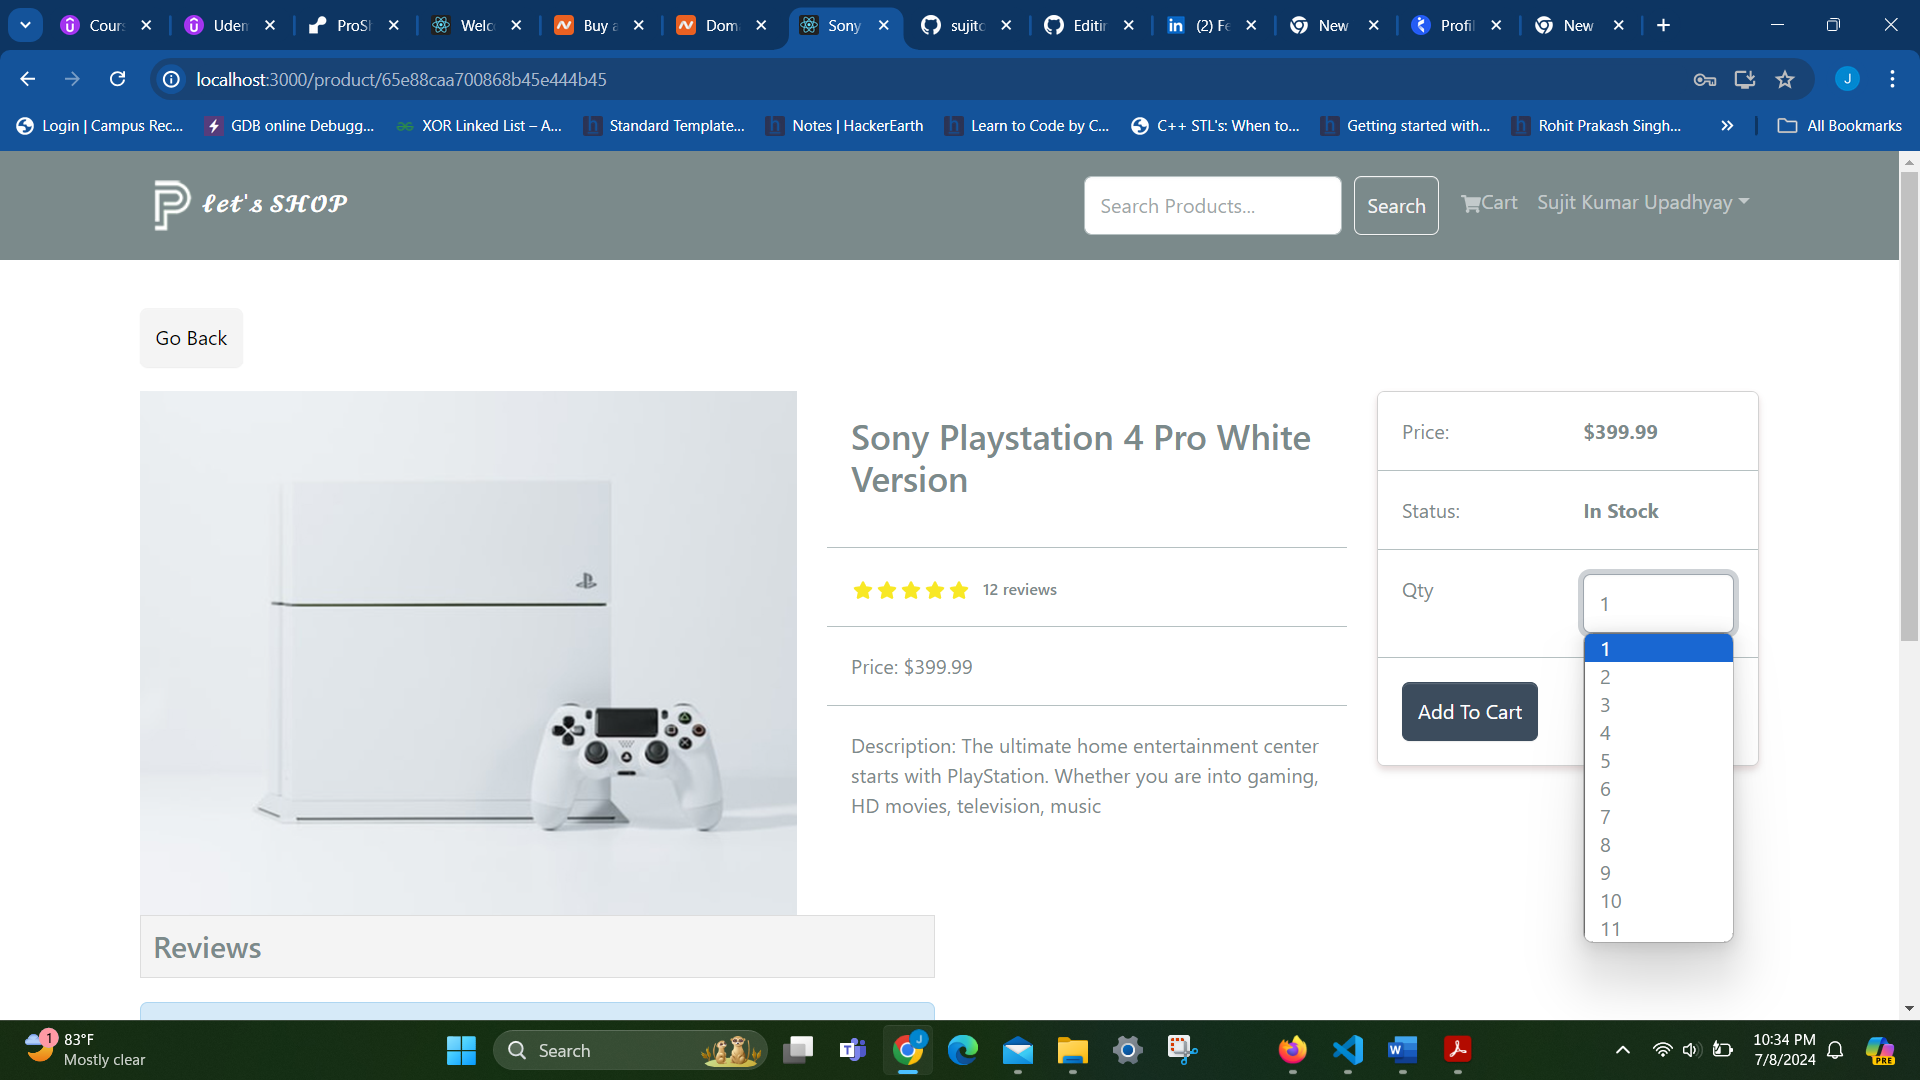 Cours
Uden
ProSh
Welc
Buy a
Dom
Sony
sujitc
Editin
(2) Fe
New
Profil
New
localhost:3000/product/65e88caa700868b45e444b45
J
Login | Campus Rec...
GDB online Debugg...
XOR Linked List – A...
Standard Template...
Notes | HackerEarth
Learn to Code by C...
C++ STL's: When to...
Getting started with...
Rohit Prakash Singh...
All Bookmarks
let's SHOP
Search Products...
Search
Cart
Sujit Kumar Upadhyay
Go Back
Sony Playstation 4 Pro White
Version
12 reviews
Price: $399.99
Description: The ultimate home entertainment center
starts with PlayStation. Whether you are into gaming,
HD movies, television, music
Price: $399.99
Status: In Stock
Qty 1
1
2
3
4
5
6
7
8
9
10
11
Add To Cart
Reviews
1
83°F
Mostly clear
Search
J
10:34 PM
7/8/2024
PRE